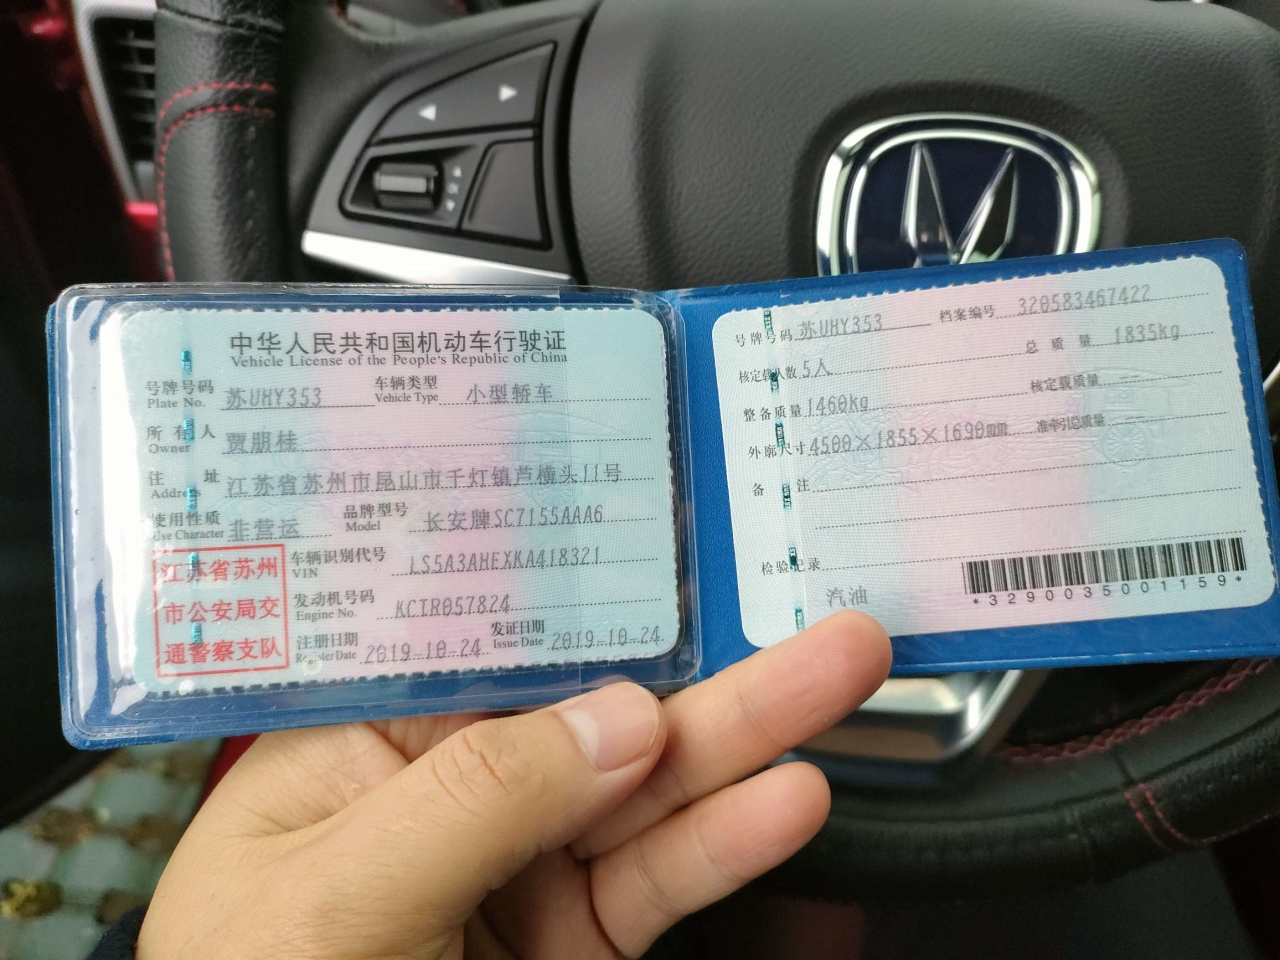 中华人民共和国机动车行驶证
Vehicle License of the People's Republic of China
号牌号码 苏UHY353 车辆类型 小型轿车
Plate No. Vehicle Type
所有人 贾朋桂
Owner
住址 江苏省苏州市昆山市千灯镇芦横头11号
Address
使用性质 非营运 品牌型号 长安牌SC7155AAA6
Use Character Model
江苏省苏州
市公安局交
通警察支队
车辆识别代号 LS5A3AHEXKA418321
VIN
发动机号码 KCTR057824
Engine No.
注册日期 2019-10-24 发证日期 2019-10-24
Register Date Issue Date
号牌号码 苏UHY353 档案编号 320583467422
核定载人数 5人 总质量 1835kg
整备质量 1460kg 核定载质量
外廓尺寸 4500×1855×1690mm 准牵引总质量
备注
检验记录
汽油
*3290035001159*